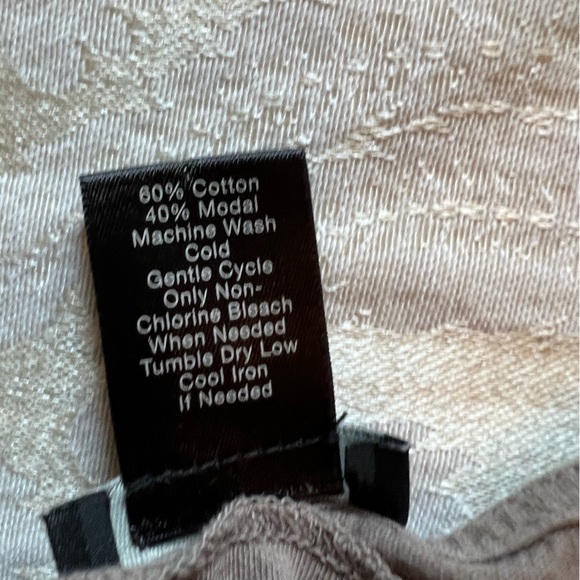 60% Cotton
40% Modal
Machine Wash
Cold
Gentle Cycle
Only Non-
Chlorine Bleach
When Needed
Tumble Dry Low
Cool Iron
If Needed